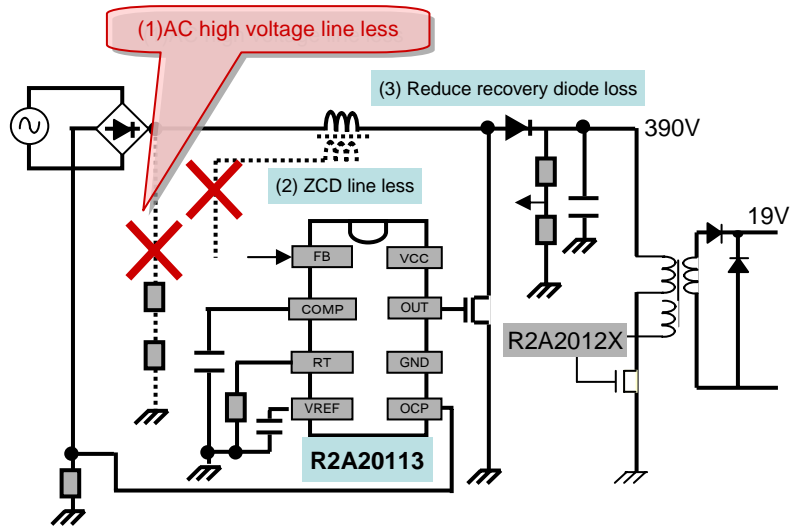 (1)AC high voltage line less
(3) Reduce recovery diode loss
390V
(2) ZCD line less
19V
FB
VCC
COMP
OUT
R2A2012X
RT
GND
VREF
OCP
R2A20113